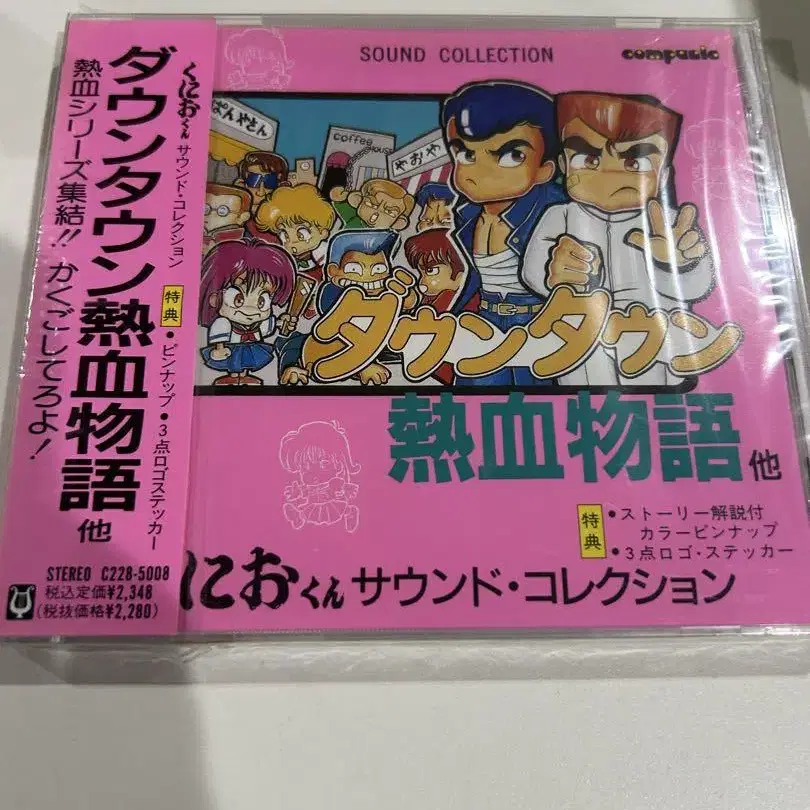 くにおくん サウンド・コレクション
ダウンタウン熱血物語 他
熱血シリーズ集結!! かくごしてろよ!
特典
・ピンナップ ●3点ロゴステッカー
STEREO C228-5008
税込定価¥2,348
(税抜価格¥2,280)
SOUND COLLECTION
compusic
ぱんやさん
coffee HOUSE
やおや
ダウンタウン
熱血物語 他
特典
●ストーリー解説付
カラーピンナップ
●3点ロゴ・ステッカー
におくん サウンド・コレクション